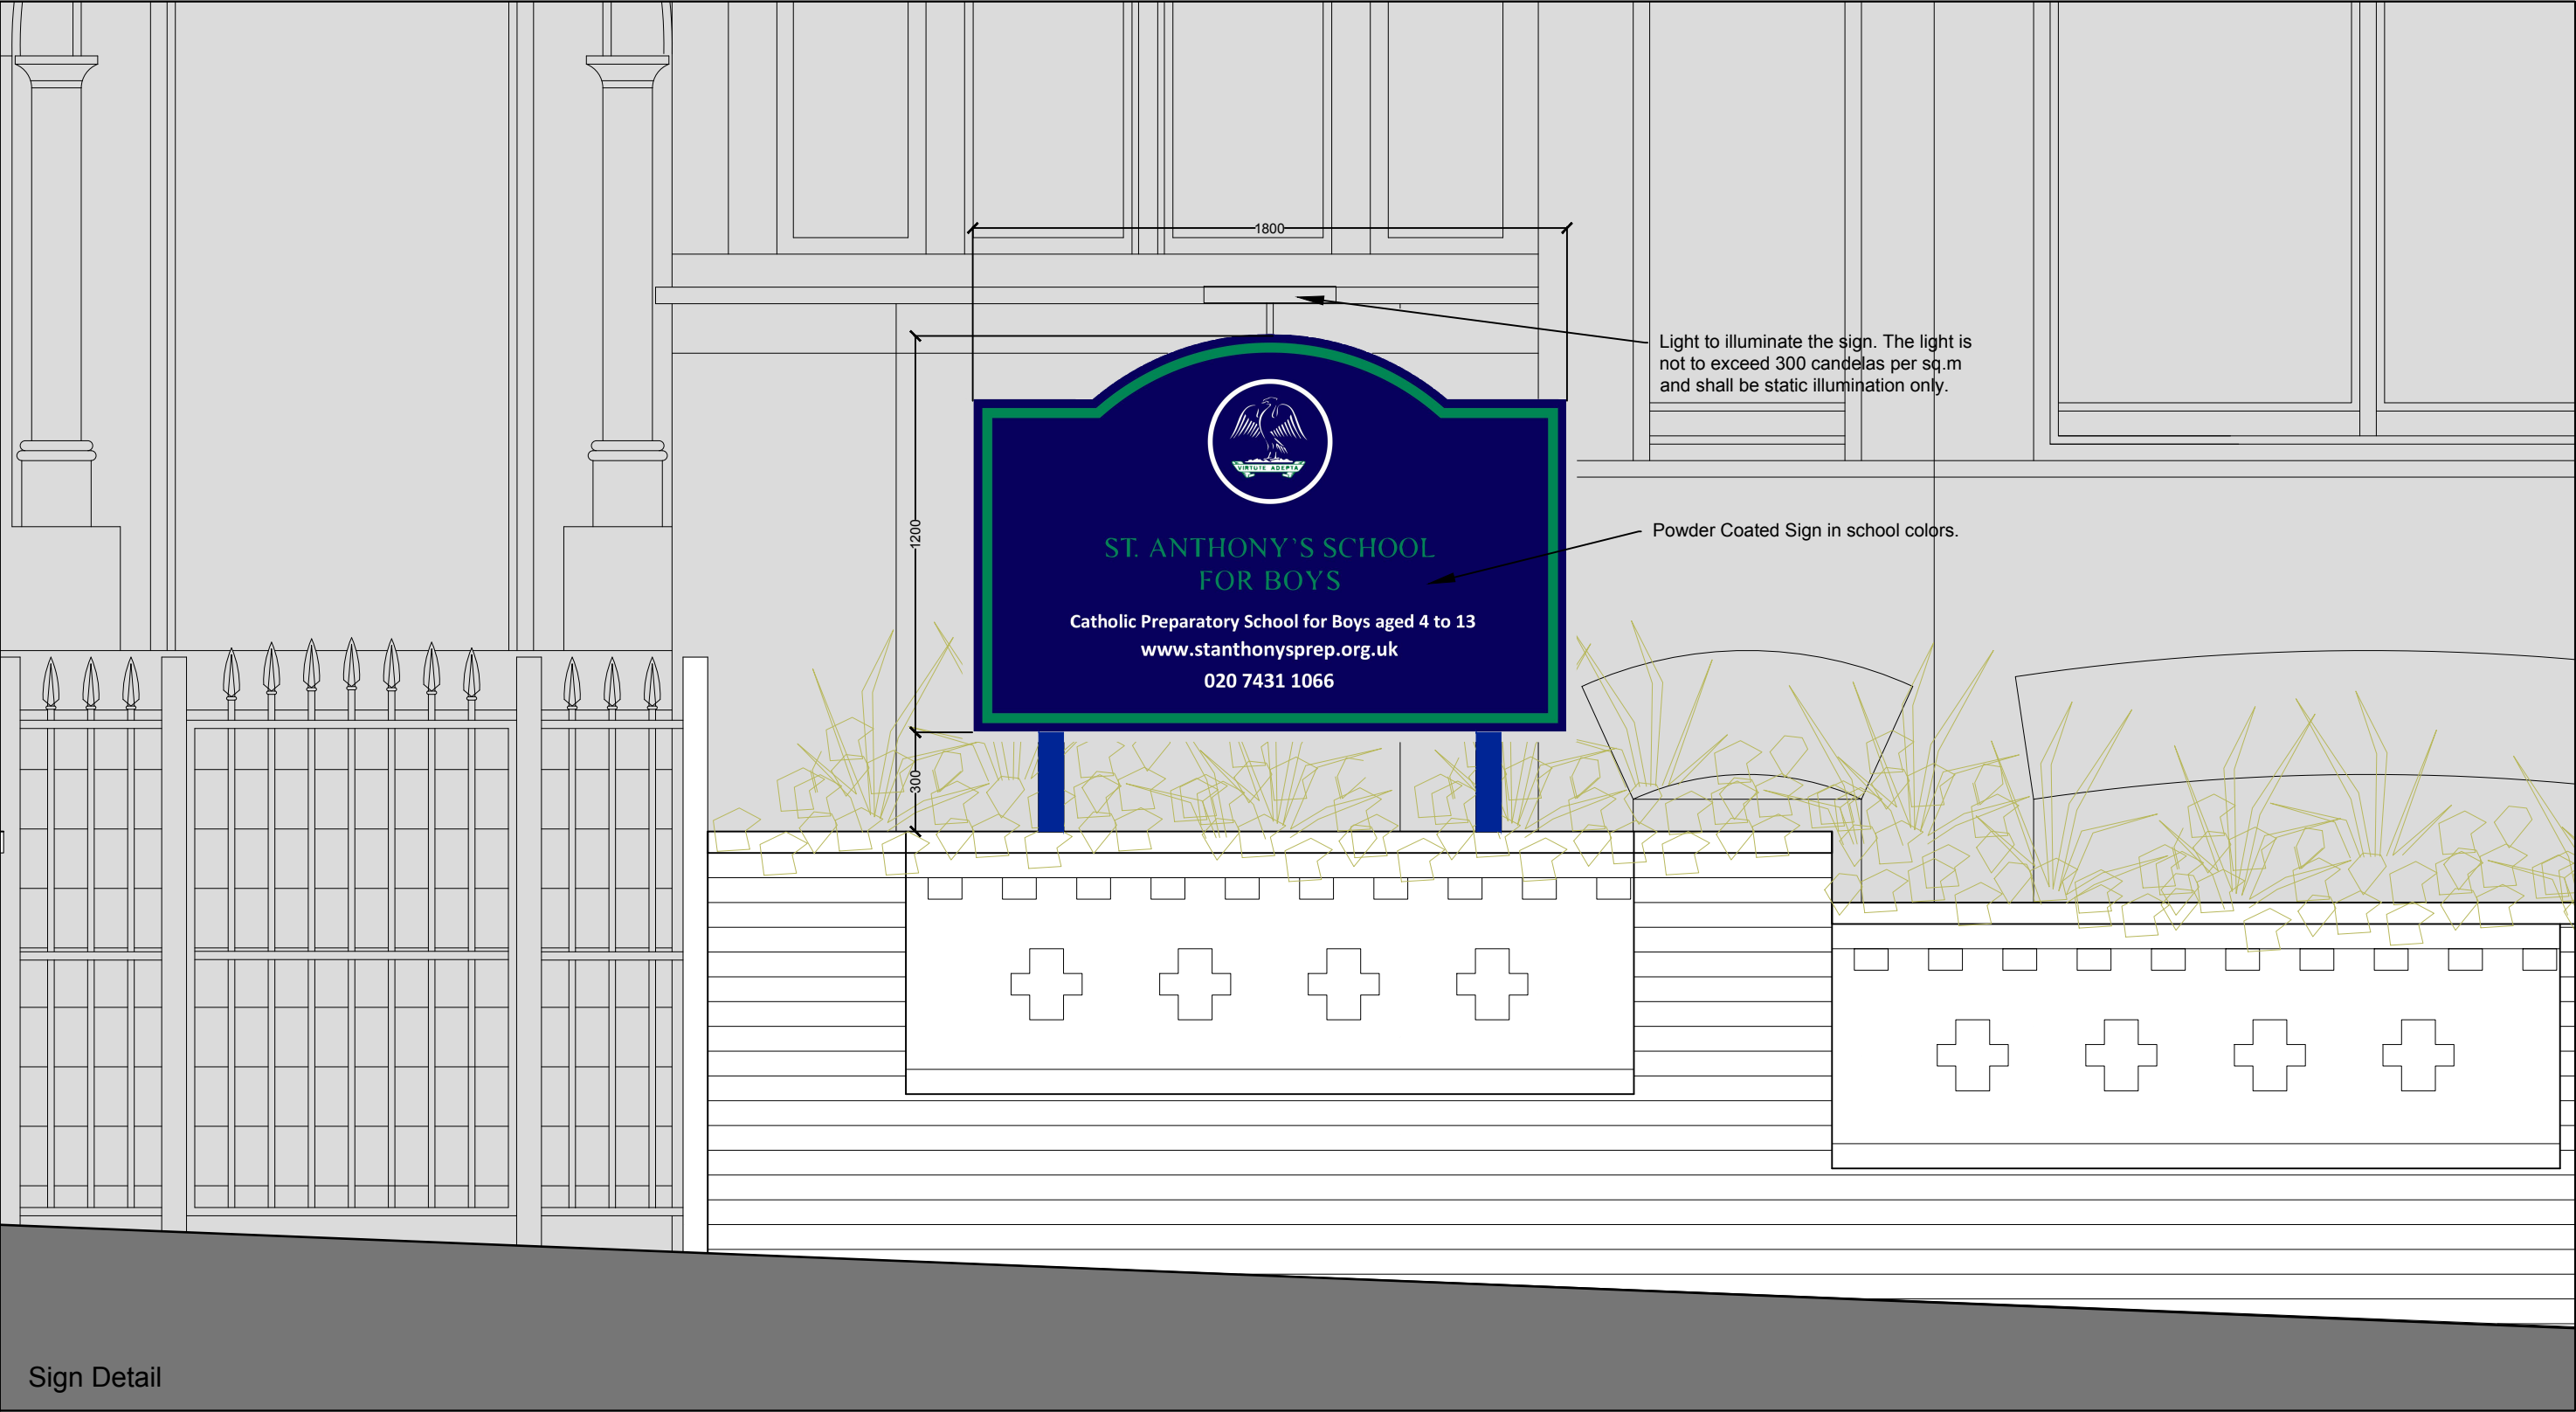 1800
Light to illuminate the sign. The light is
not to exceed 300 candelas per sq.m
and shall be static illumination only.
VIRTUTE ADEPTA
1200
Powder Coated Sign in school colors.
ST. ANTHONY'S SCHOOL
FOR BOYS
Catholic Preparatory School for Boys aged 4 to 13
www.stanthonysprep.org.uk
020 7431 1066
300
Sign Detail